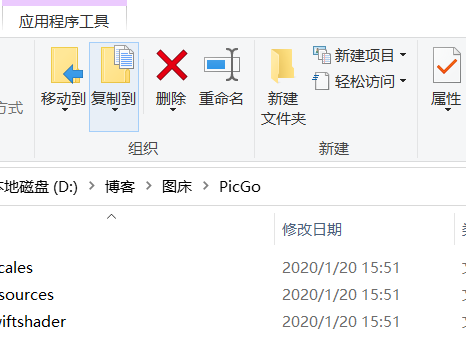 应用程序工具
方式
移动到 复制到 删除 重命名 新建 文件夹 新建项目 轻松访问 属性
组织 新建
本地磁盘 (D:) 博客 图床 PicGo
修改日期
cales 2020/1/20 15:51
sources 2020/1/20 15:51
viftshader 2020/1/20 15:51